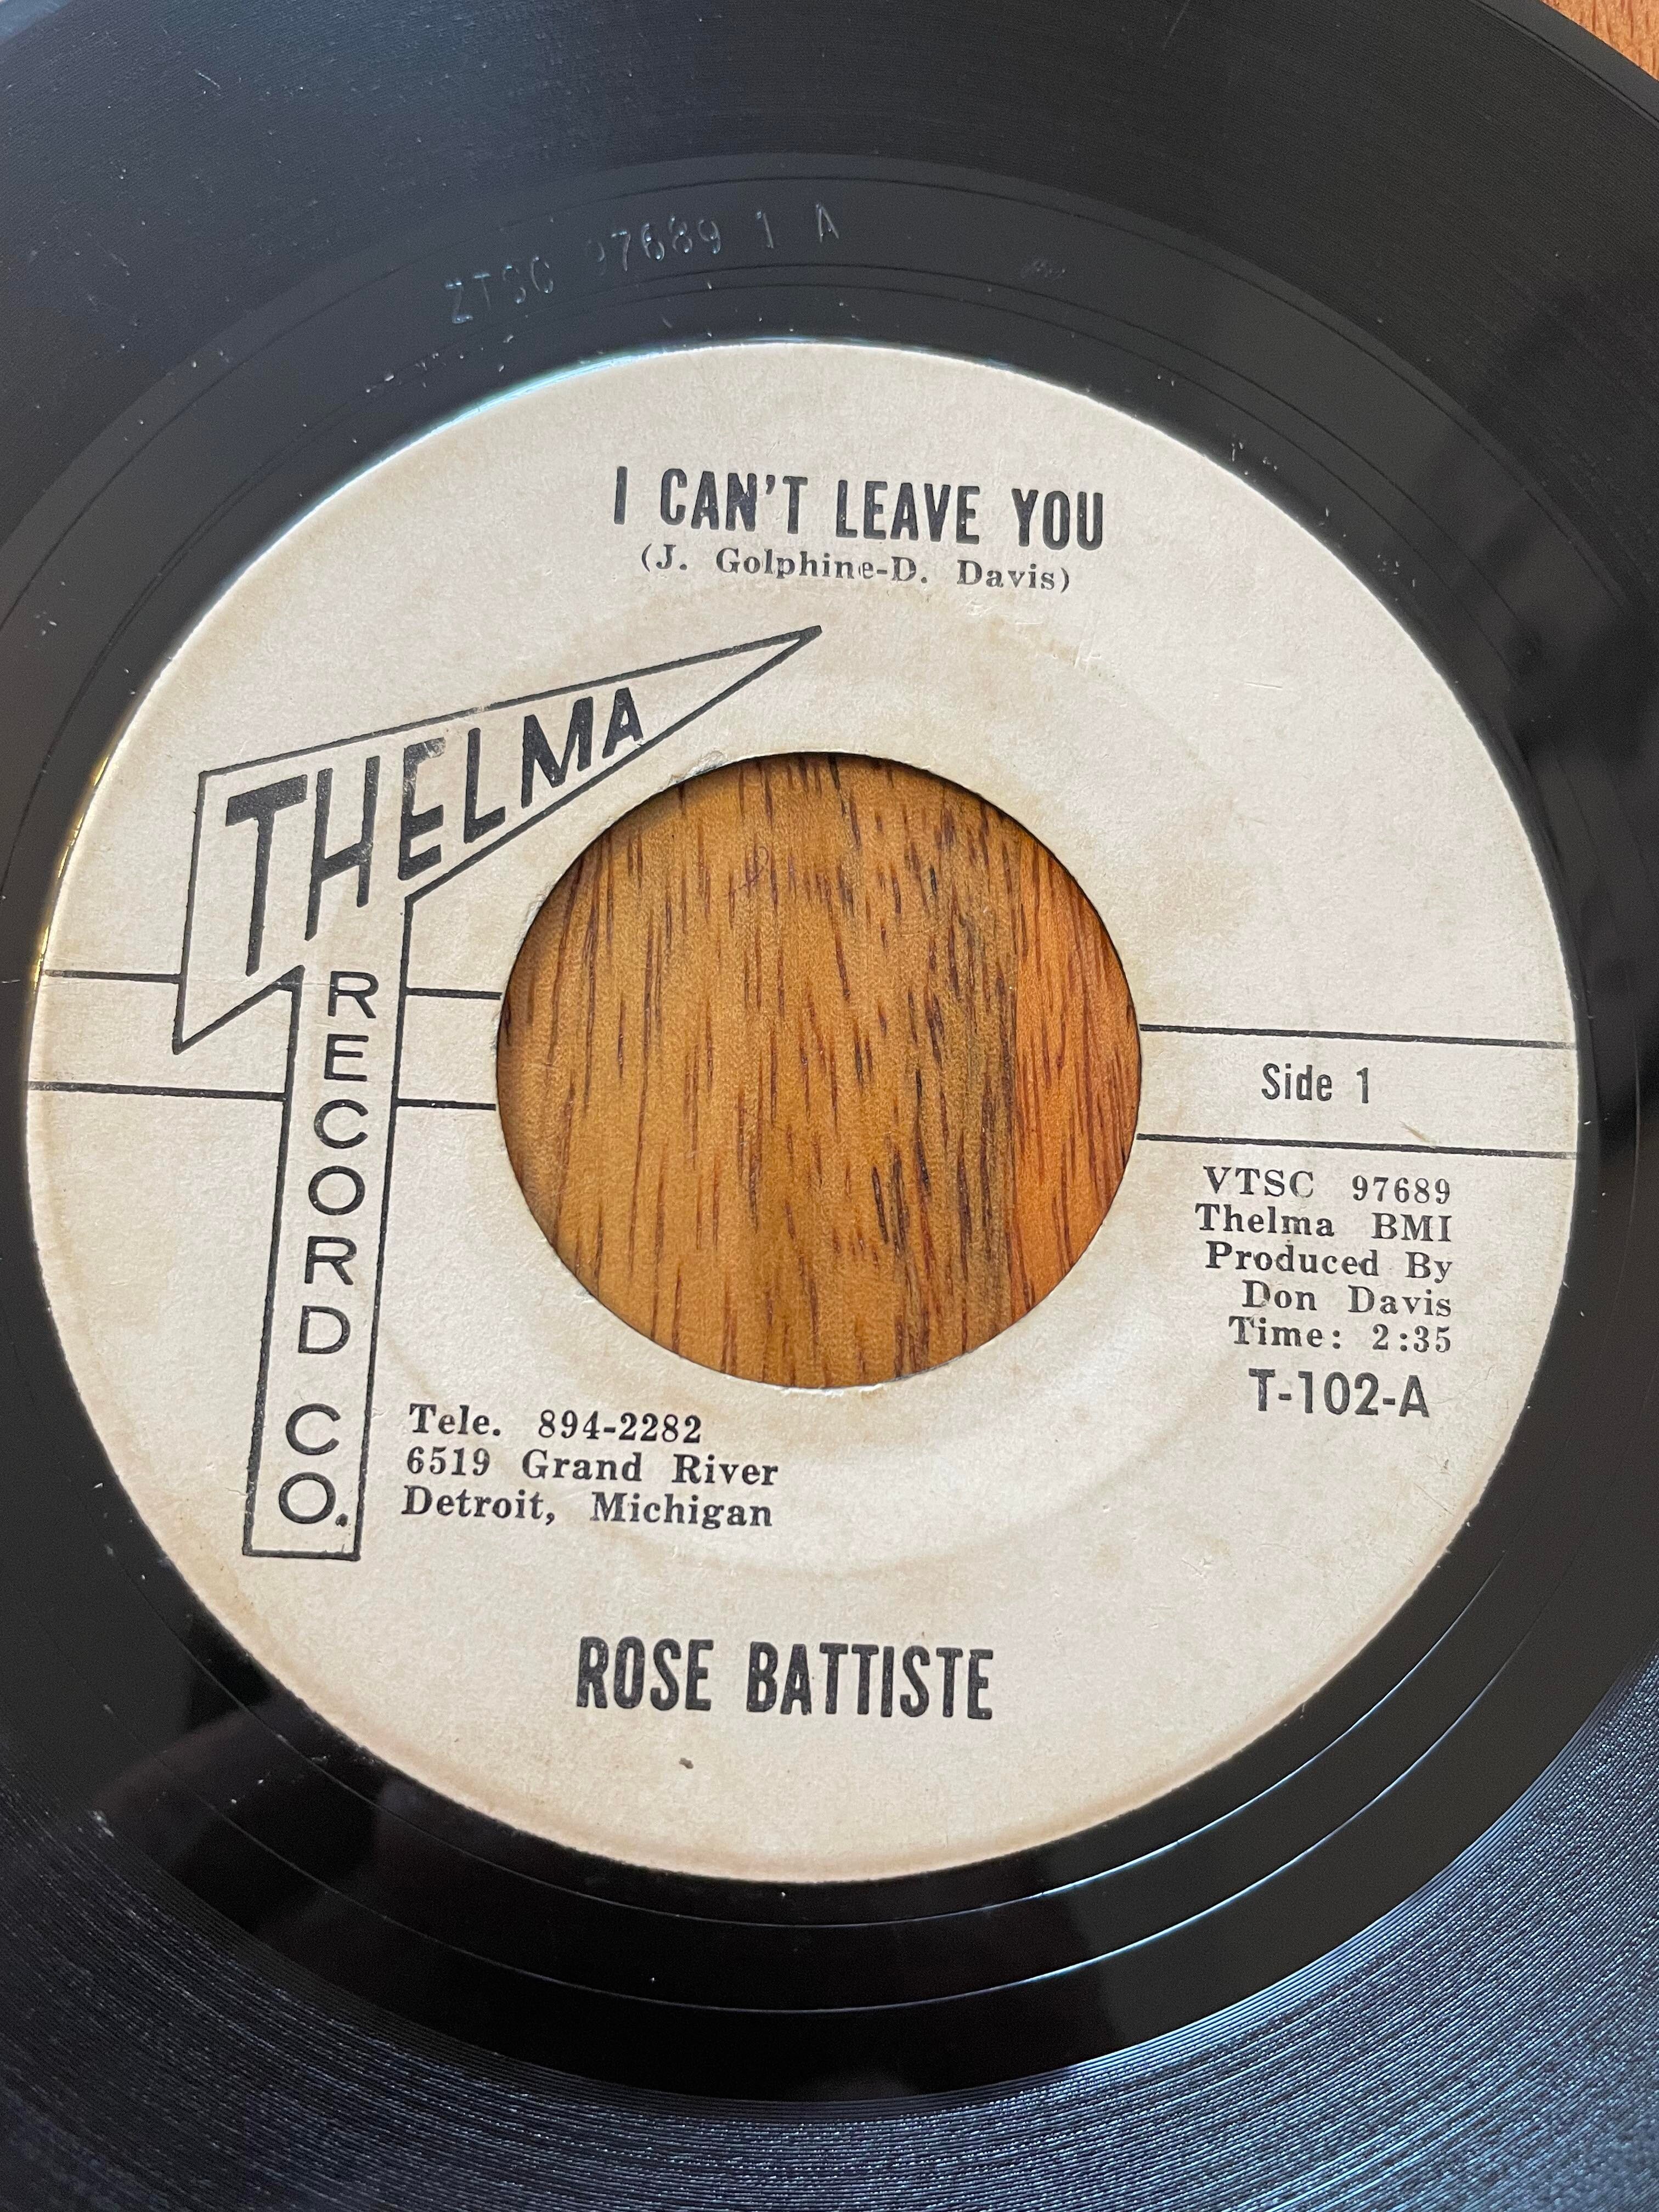 ZTSC 97689 1 A
I CAN'T LEAVE YOU
(J. Golphine-D. Davis)
THELMA
RECORD CO.
Side 1
VTSC 97689
Thelma BMI
Produced By
Don Davis
Time: 2:35
T-102-A
Tele. 894-2282
6519 Grand River
Detroit, Michigan
ROSE BATTISTE